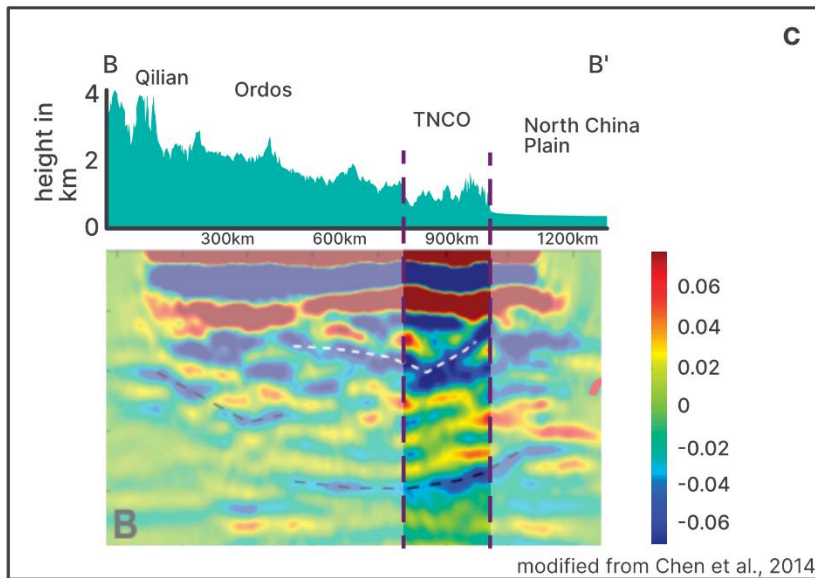 C
B
B'
Qilian
Ordos
TNCO
North China
Plain
height in
km
4
2
0
300km
600km
900km
1200km
0.06
0.04
0.02
0
-0.02
-0.04
-0.06
B
modified from Chen et al., 2014